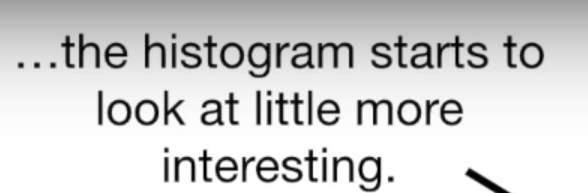 ...the histogram starts to
look at little more
interesting.